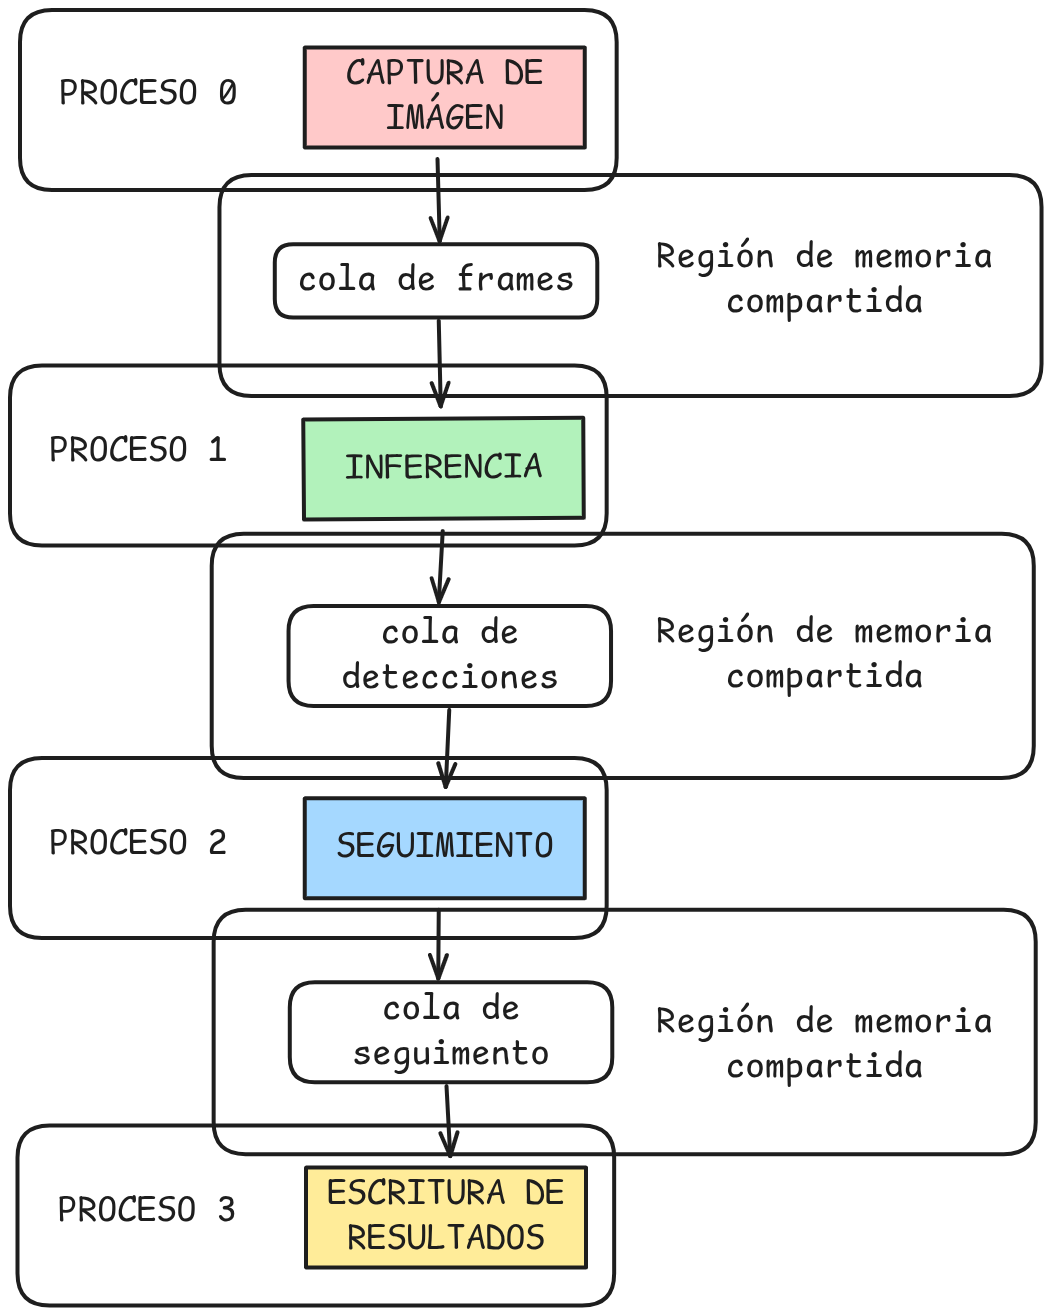 PROCESO 0
CAPTURA DE
IMÁGEN
cola de frames
Región de memoria
compartida
PROCESO 1
INFERENCIA
cola de
detecciones
Región de memoria
compartida
PROCESO 2
SEGUIMIENTO
cola de
seguimento
Región de memoria
compartida
PROCESO 3
ESCRITURA DE
RESULTADOS